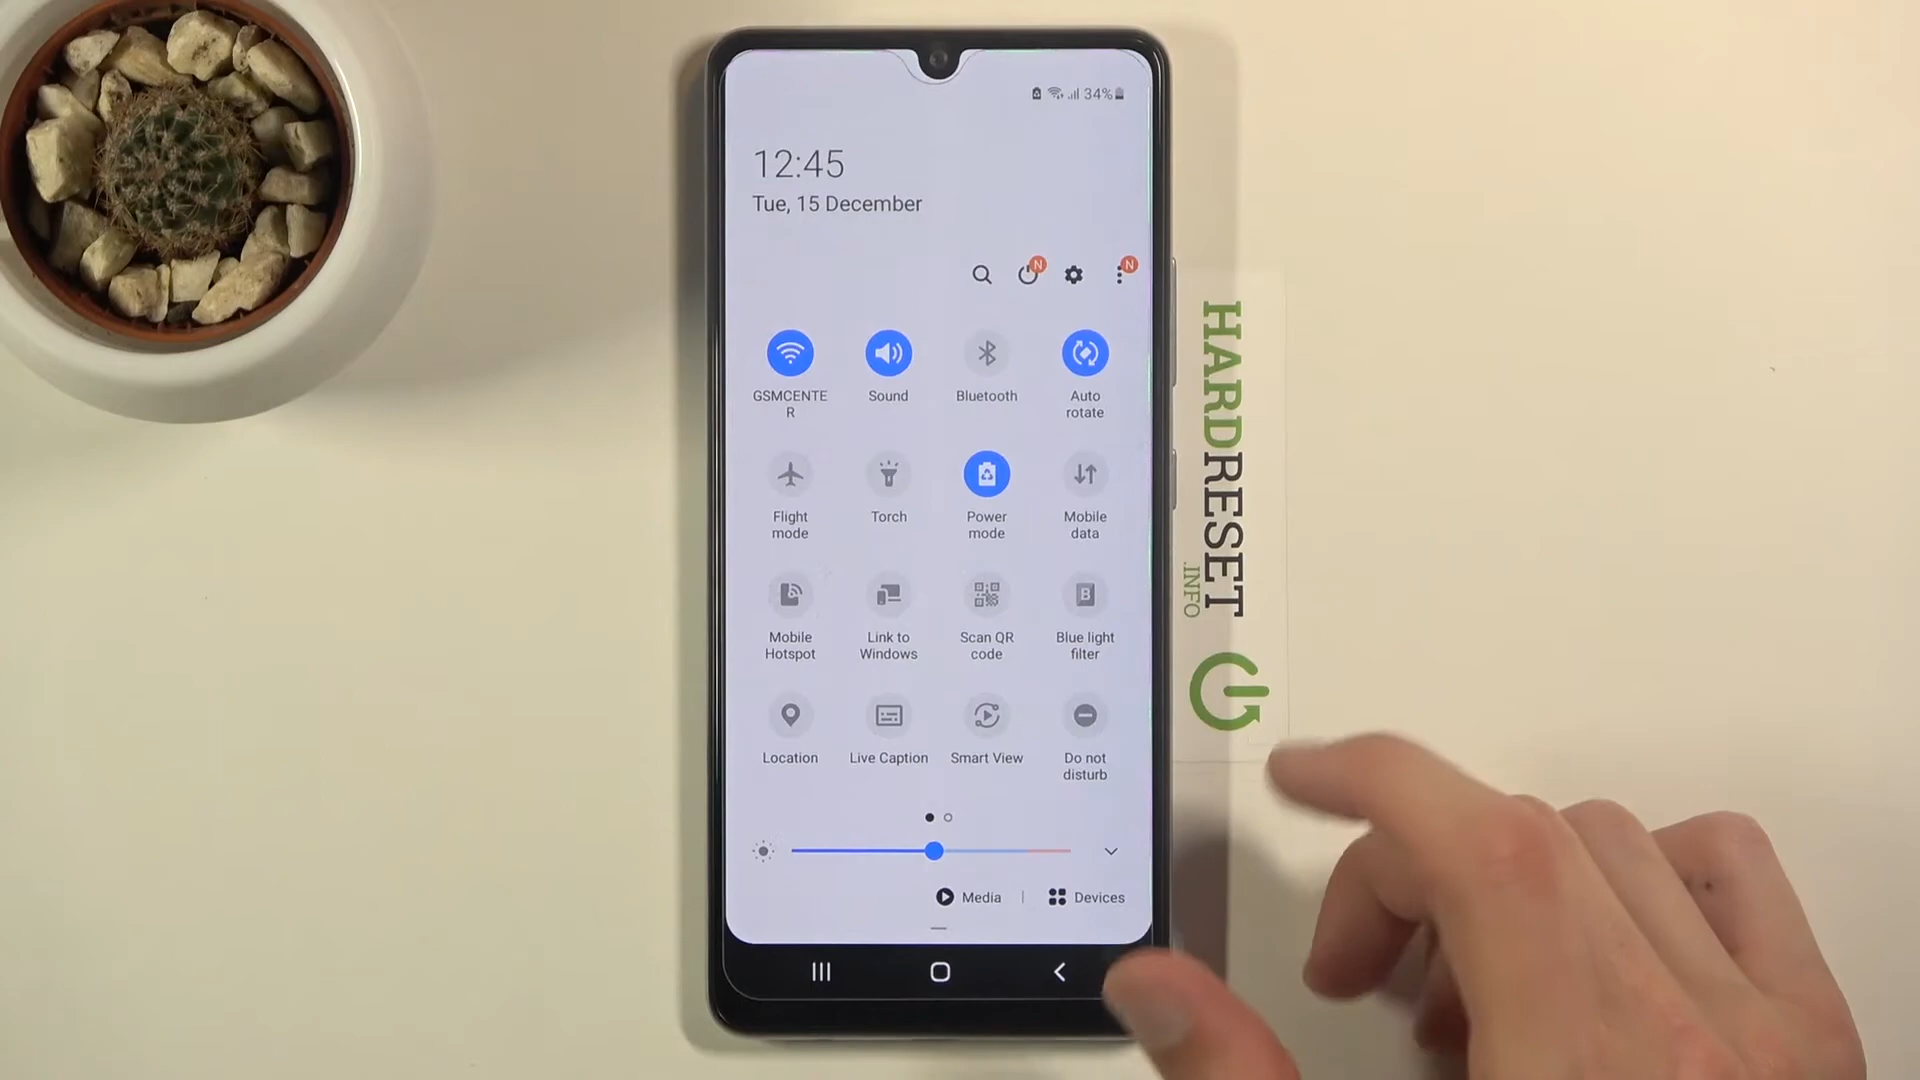 34%
12:45
Tue, 15 December
N
N
GSMCENTE
R
Sound
Bluetooth
Auto
rotate
Flight
mode
Torch
Power
mode
Mobile
data
Mobile
Hotspot
Link to
Windows
Scan QR
code
B
Blue light
filter
Location
Live Caption
Smart View
Do not
disturb
Media
Devices
HARDRESET
.INFO